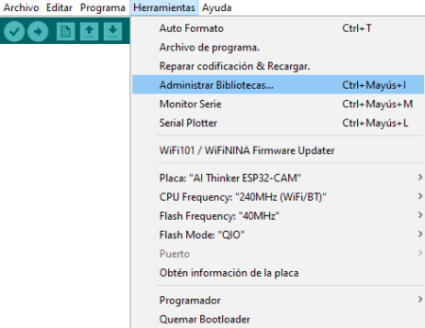 Archivo Editar Programa Herramientas Ayuda
Auto Formato Ctrl+T
Archivo de programa.
Reparar codificación & Recargar.
Administrar Bibliotecas... Ctrl+Mayús+I
Monitor Serie Ctrl+Mayús+M
Serial Plotter Ctrl+Mayús+L
WiFi101 / WiFiNINA Firmware Updater
Placa: "AI Thinker ESP32-CAM"
CPU Frequency: "240MHz (WiFi/BT)"
Flash Frequency: "40MHz"
Flash Mode: "QIO"
Puerto
Obtén información de la placa
Programador
Quemar Bootloader